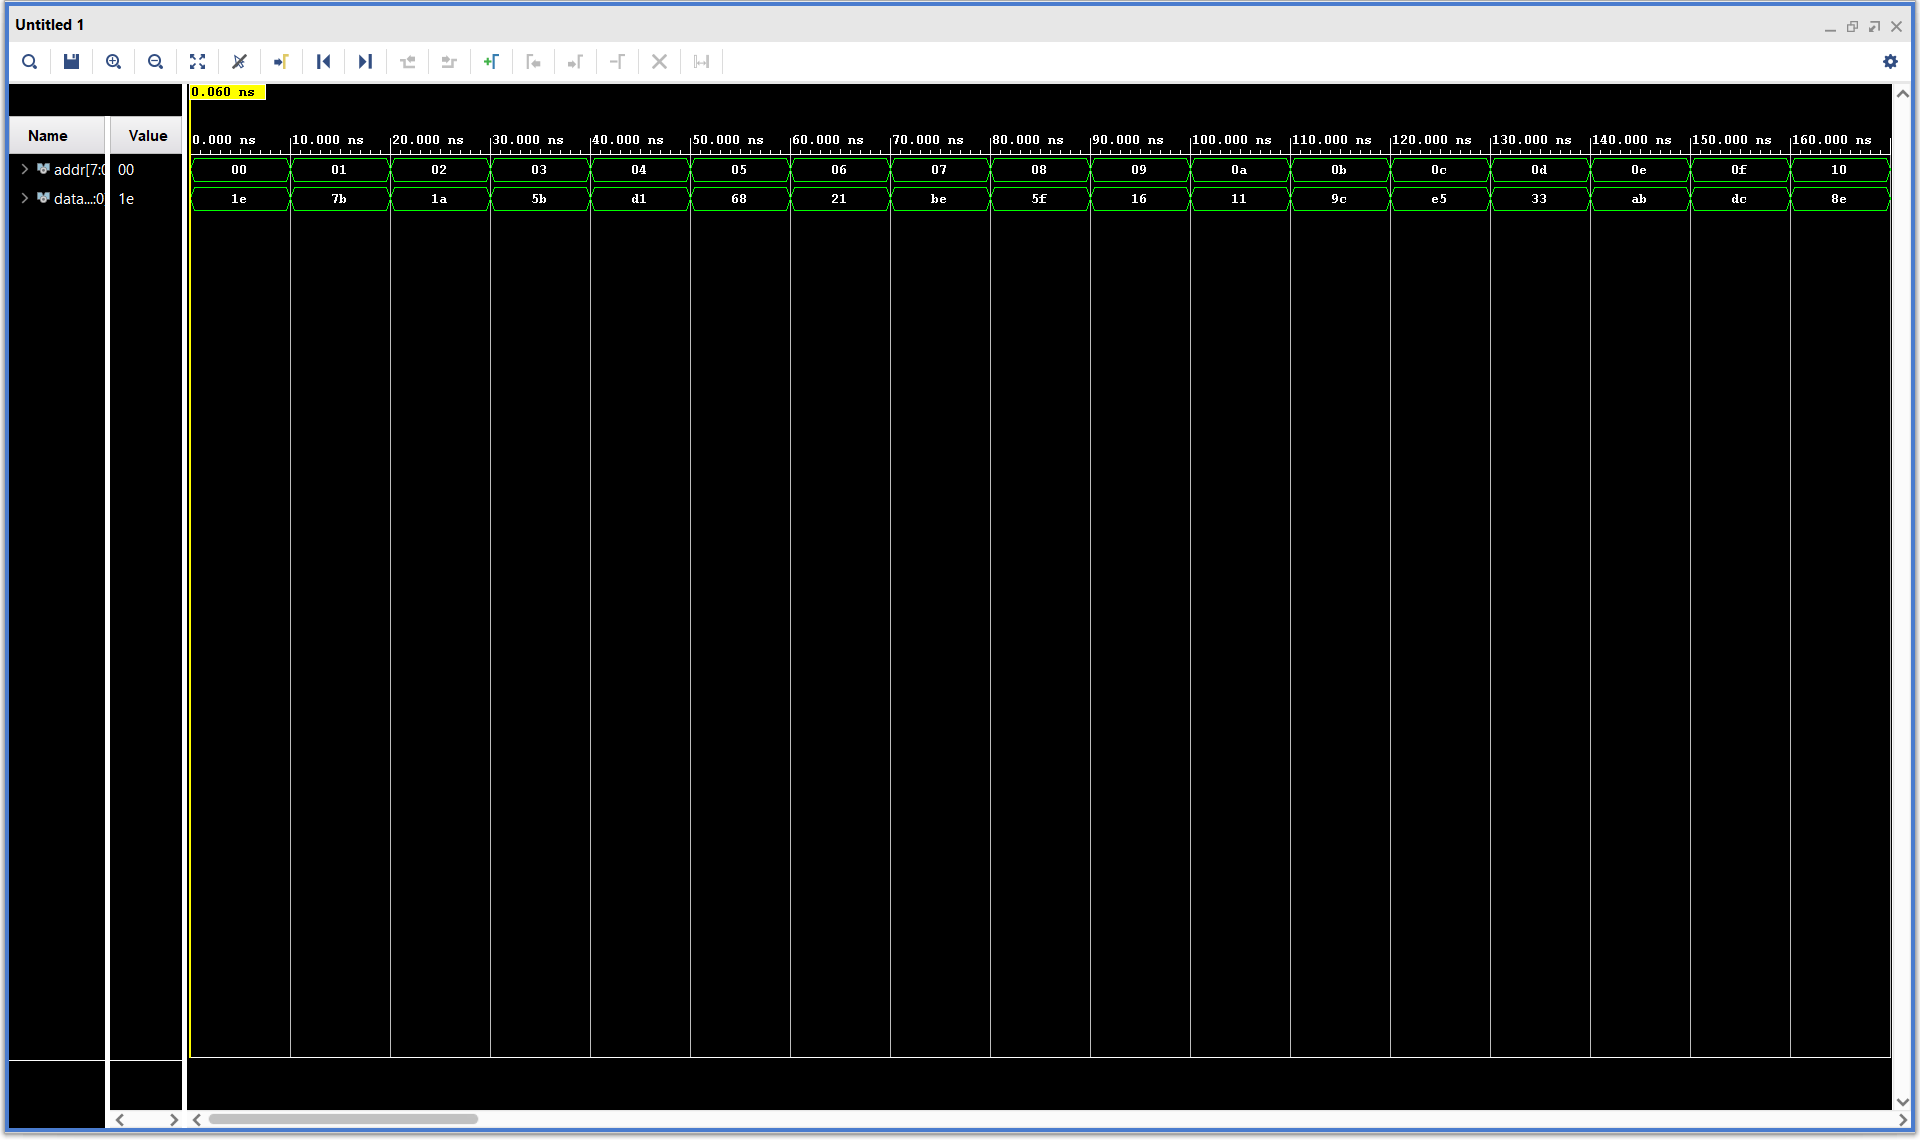 Untitled 1
0.060 ns
Name Value
0.000 ns 10.000 ns 20.000 ns 30.000 ns 40.000 ns 50.000 ns 60.000 ns 70.000 ns 80.000 ns 90.000 ns 100.000 ns 110.000 ns 120.000 ns 130.000 ns 140.000 ns 150.000 ns 160.000 ns
addr[7:0 00 00 01 02 03 04 05 06 07 08 09 0a 0b 0c 0d 0e 0f 10
data...:0 1e 1e 7b 1a 5b d1 68 21 be 5f 16 11 9c e5 33 ab dc 8e